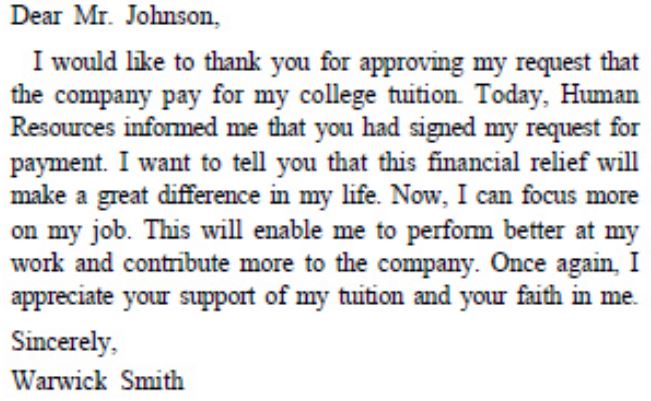 Dear Mr. Johnson,
I would like to thank you for approving my request that
the company pay for my college tuition. Today, Human
Resources informed me that you had signed my request for
payment. I want to tell you that this financial relief will
make a great difference in my life. Now, I can focus more
on my job. This will enable me to perform better at my
work and contribute more to the company. Once again, I
appreciate your support of my tuition and your faith in me.
Sincerely,
Warwick Smith